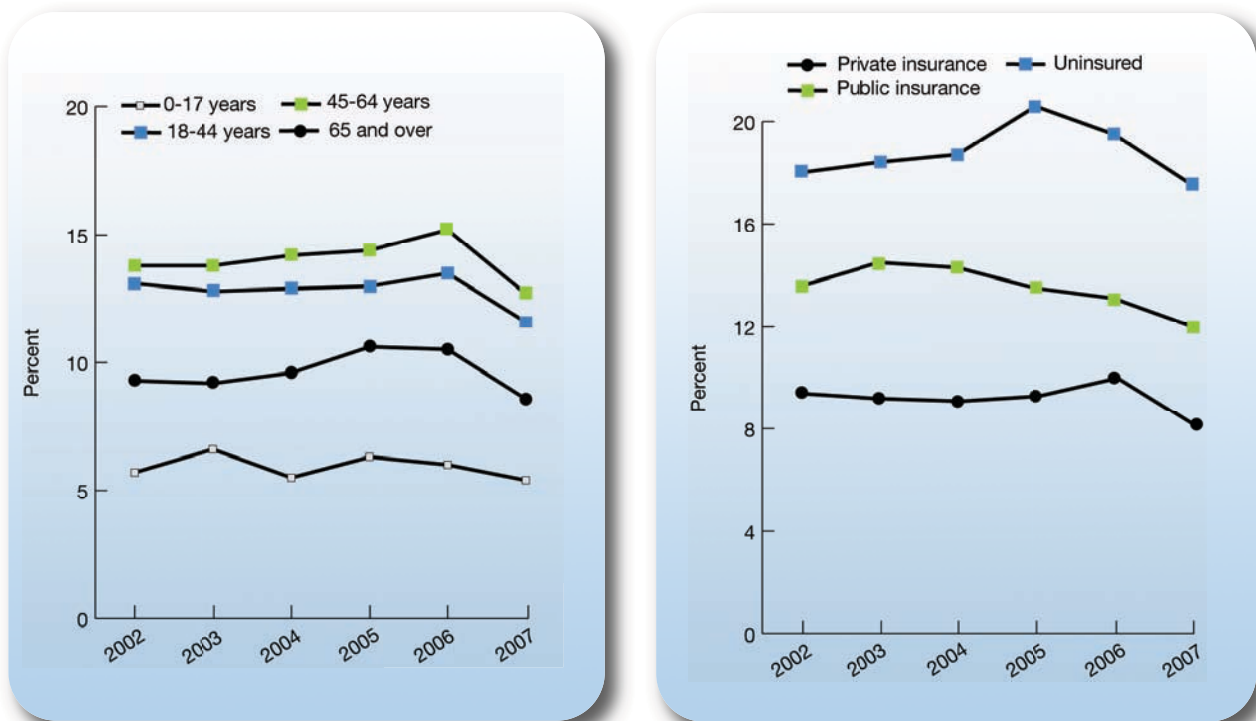 0-17 years 45-64 years
18-44 years 65 and over
Percent
20
15
10
5
0
2002 2003 2004 2005 2006 2007
Private insurance Uninsured
Public insurance
Percent
20
16
12
8
4
0
2002 2003 2004 2005 2006 2007